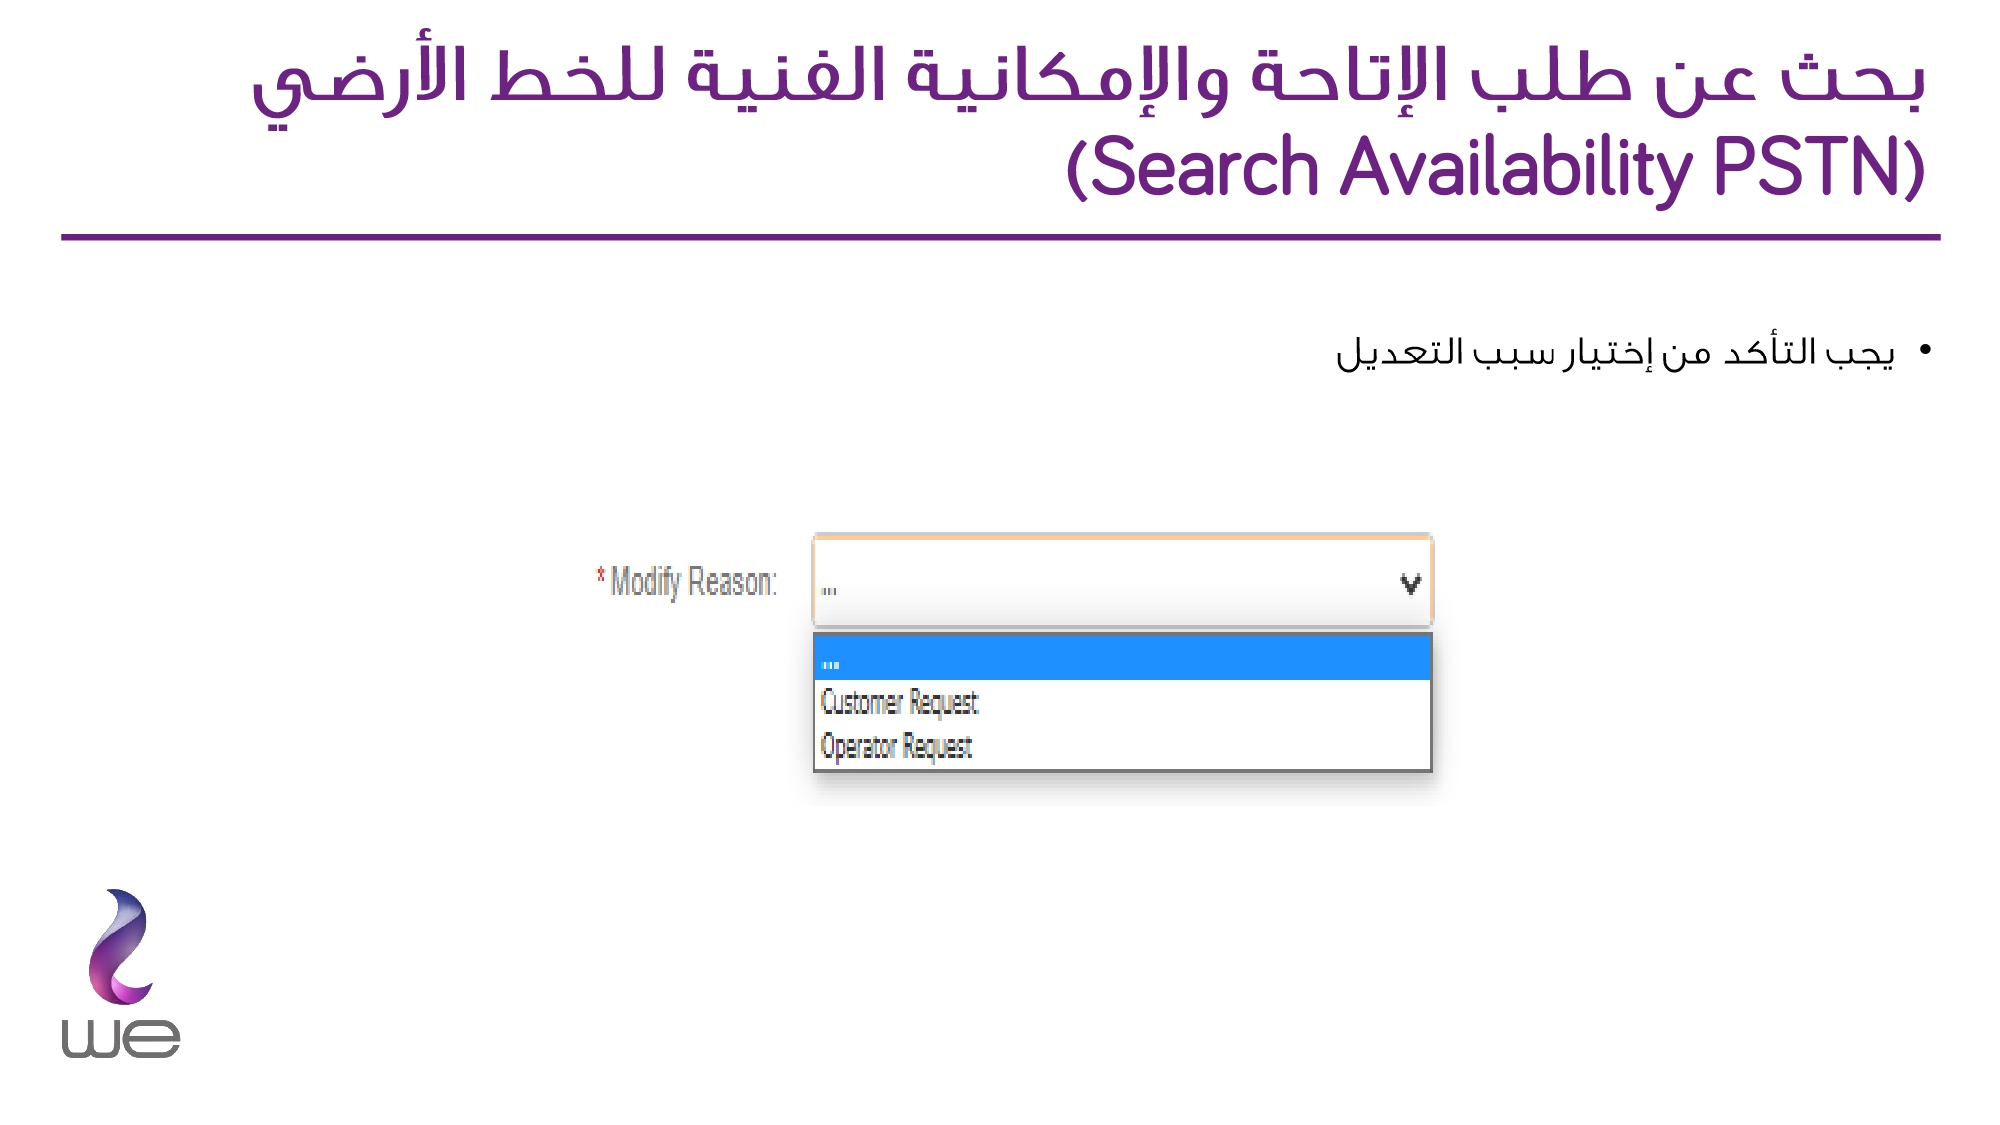 بحث عن طلب الإتاحة والإمكانية الفنية للخط الأرضي
(Search Availability PSTN)
• يجب التأكد من إختيار سبب التعديل
* Modify Reason: ...
...
Customer Request
Operator Request
we